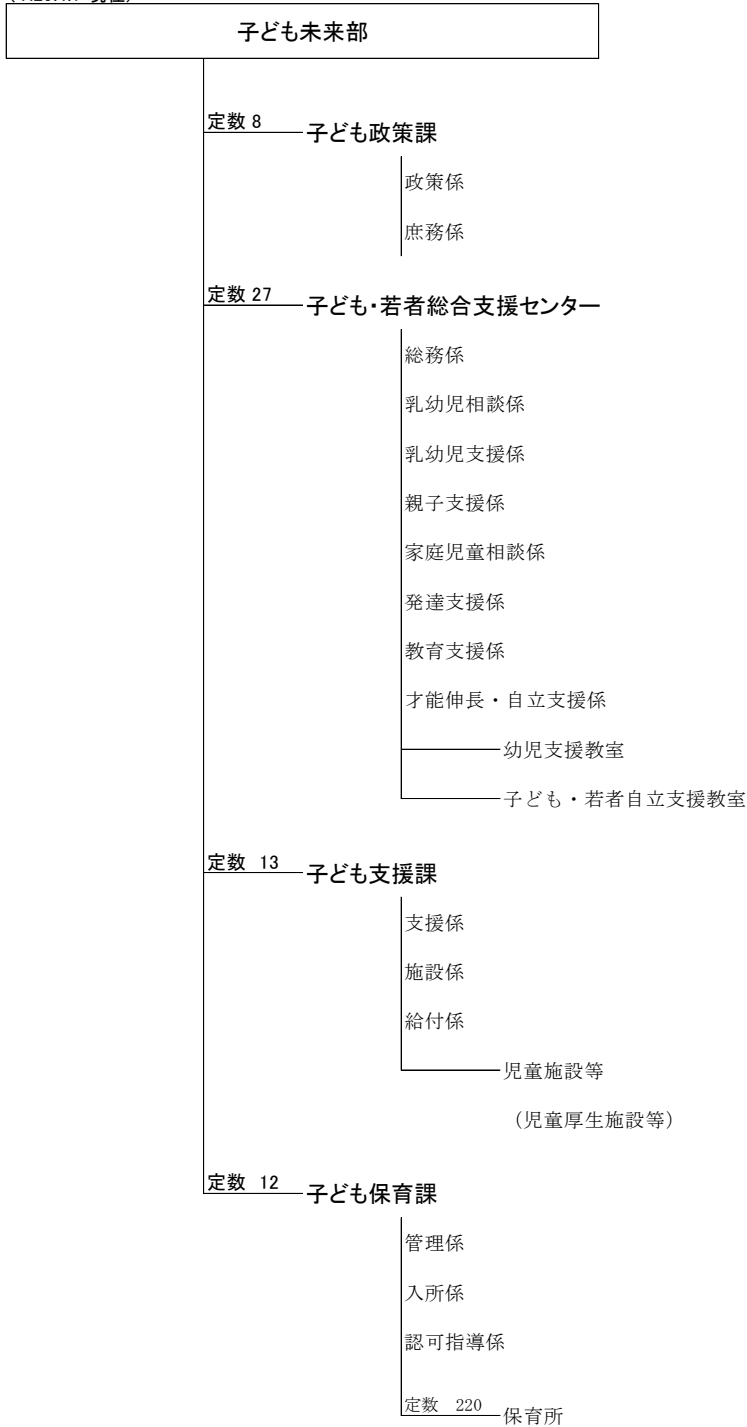 子ども未来部
定数 8 子ども政策課
政策係
庶務係
定数 27 子ども・若者総合支援センター
総務係
乳幼児相談係
乳幼児支援係
親子支援係
家庭児童相談係
発達支援係
教育支援係
才能伸長・自立支援係
幼児支援教室
子ども・若者自立支援教室
定数 13 子ども支援課
支援係
施設係
給付係
児童施設等
（児童厚生施設等）
定数 12 子ども保育課
管理係
入所係
認可指導係
定数 220 保育所